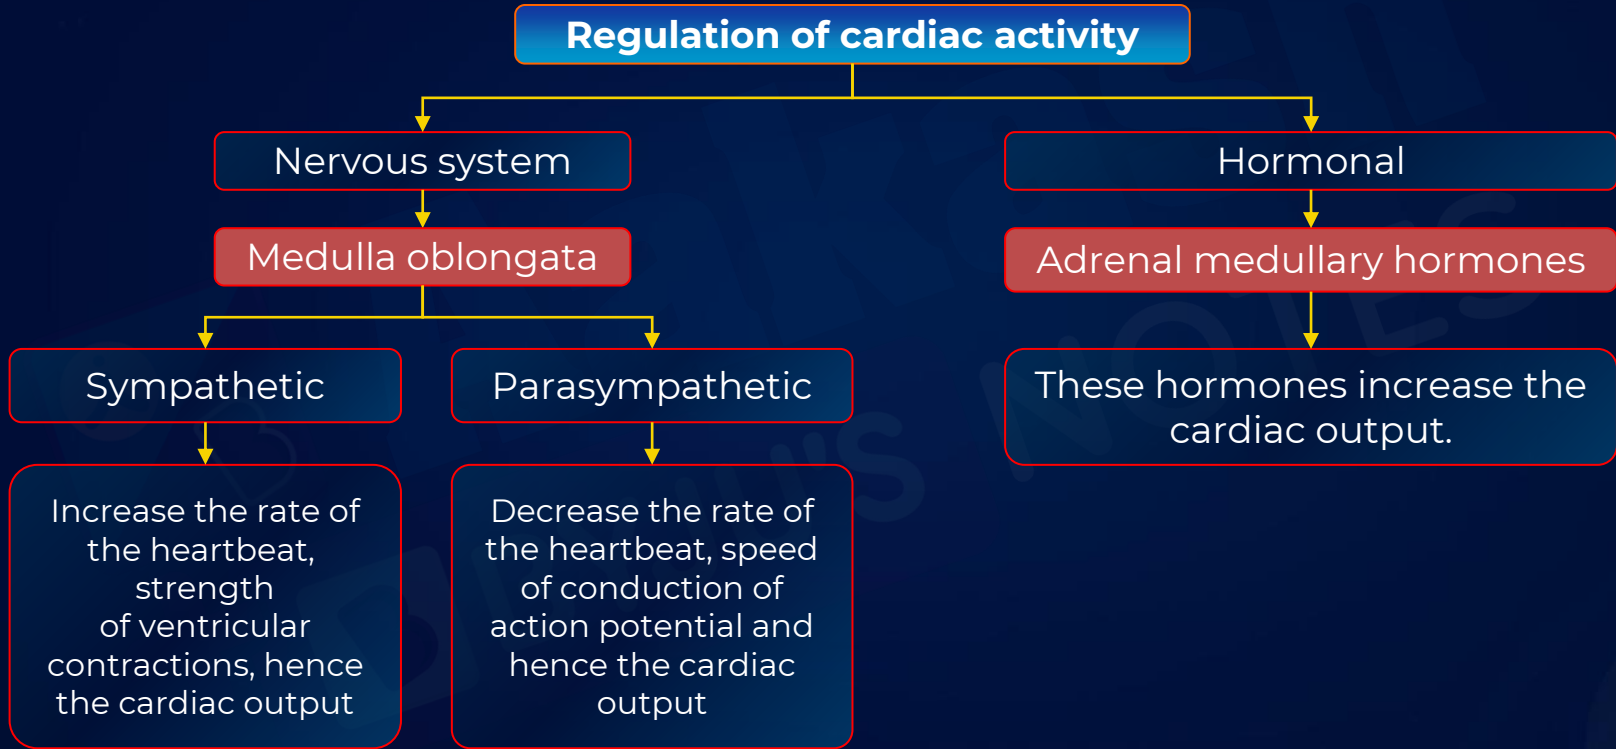 Regulation of cardiac activity
Nervous system
Hormonal
Medulla oblongata
Adrenal medullary hormones
Sympathetic
Parasympathetic
These hormones increase the
cardiac output.
Increase the rate of
the heartbeat,
strength
of ventricular
contractions, hence
the cardiac output
Decrease the rate of
the heartbeat, speed
of conduction of
action potential and
hence the cardiac
output